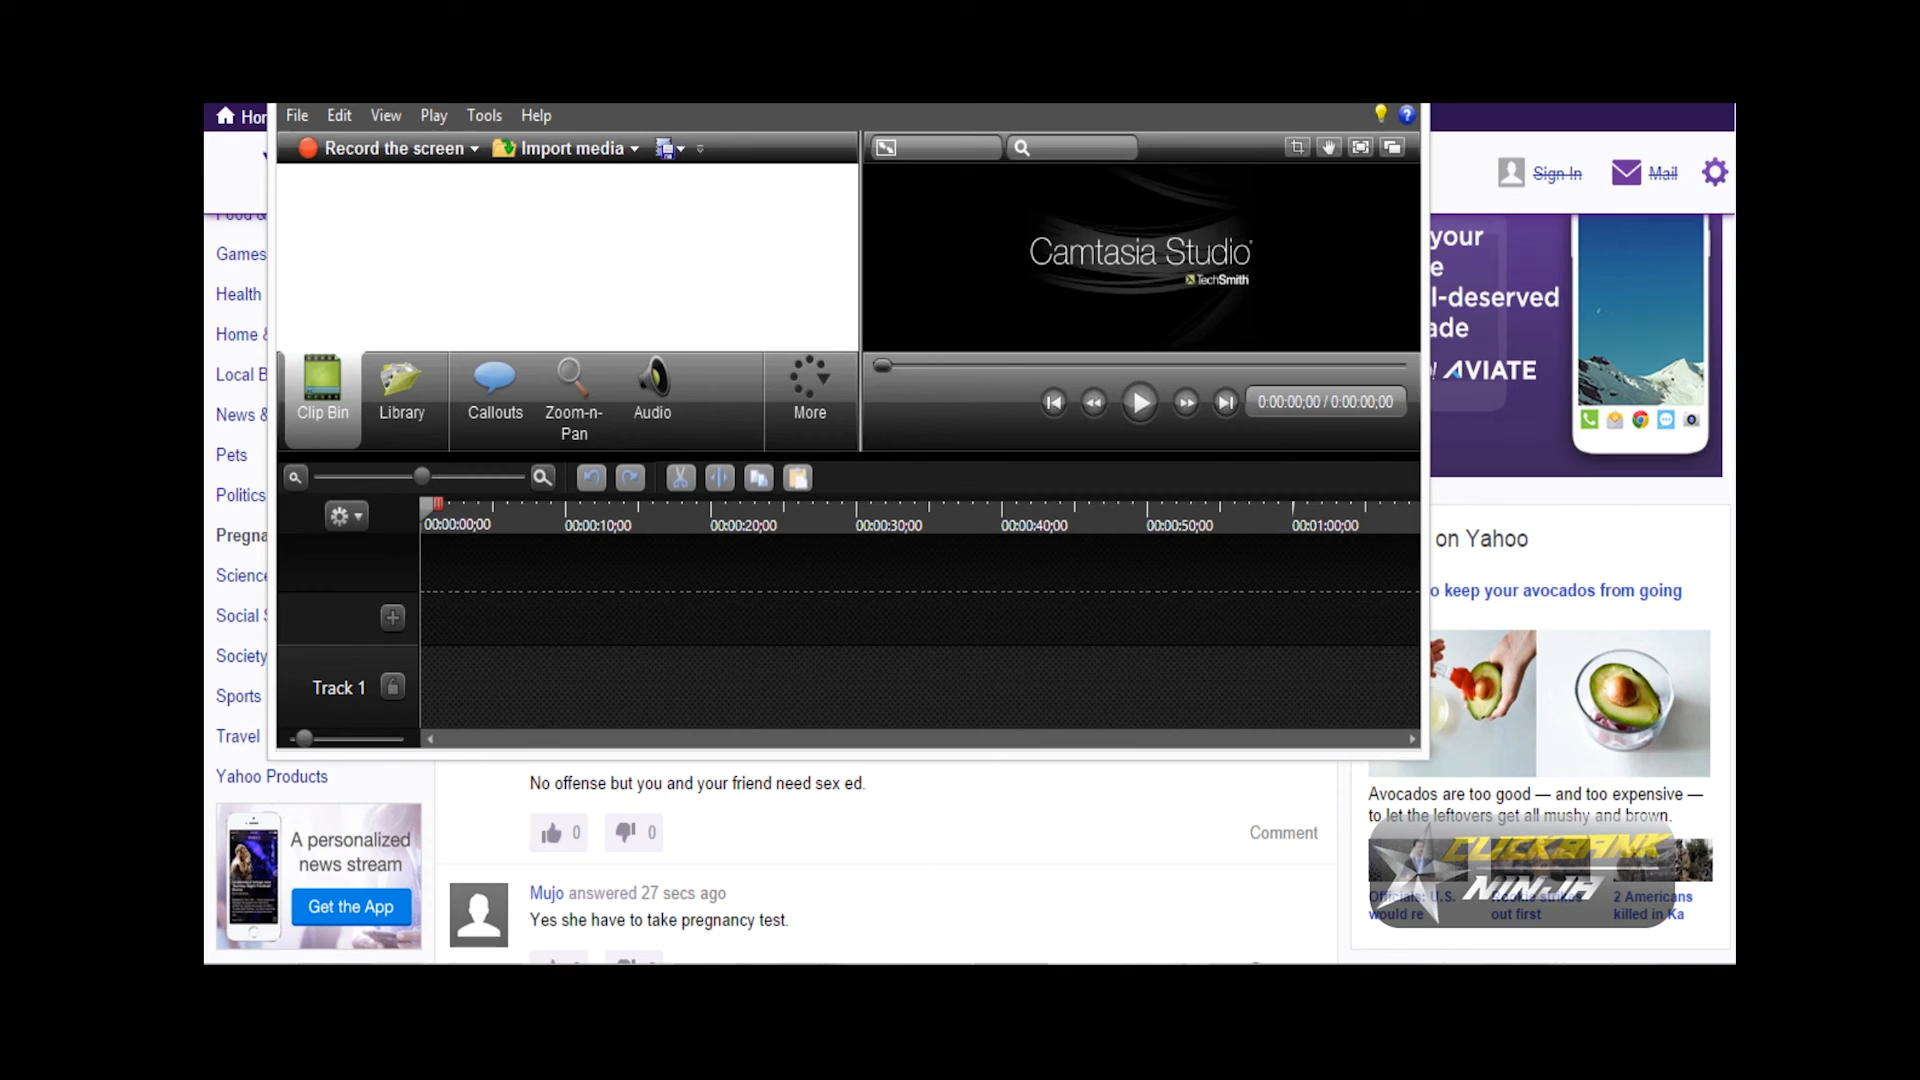 Hor
File Edit View Play Tools Help
Record the screen Import media
Sign In Mail
Camtasia Studio
TechSmith
Games
Health
Home &
Local B
News &
Pets
Politics
Pregna
Science
Social S
Society
Sports
Travel
Yahoo Products
Clip Bin Library Callouts Zoom-n-Pan Audio More
0:00:00;00 / 0:00:00;00
00:00:00;00 00:00:10;00 00:00:20;00 00:00:30;00 00:00:40;00 00:00:50;00 00:01:00;00
Track 1
your
e
l-deserved
ade
! AVIATE
on Yahoo
o keep your avocados from going
Avocados are too good — and too expensive —
to let the leftovers get all mushy and brown.
CLICKBANK
NINJA
Officials: U.S.
would re
out first
2 Americans
killed in Ka
A personalized
news stream
Get the App
No offense but you and your friend need sex ed.
0 0 Comment
Mujo answered 27 secs ago
Yes she have to take pregnancy test.